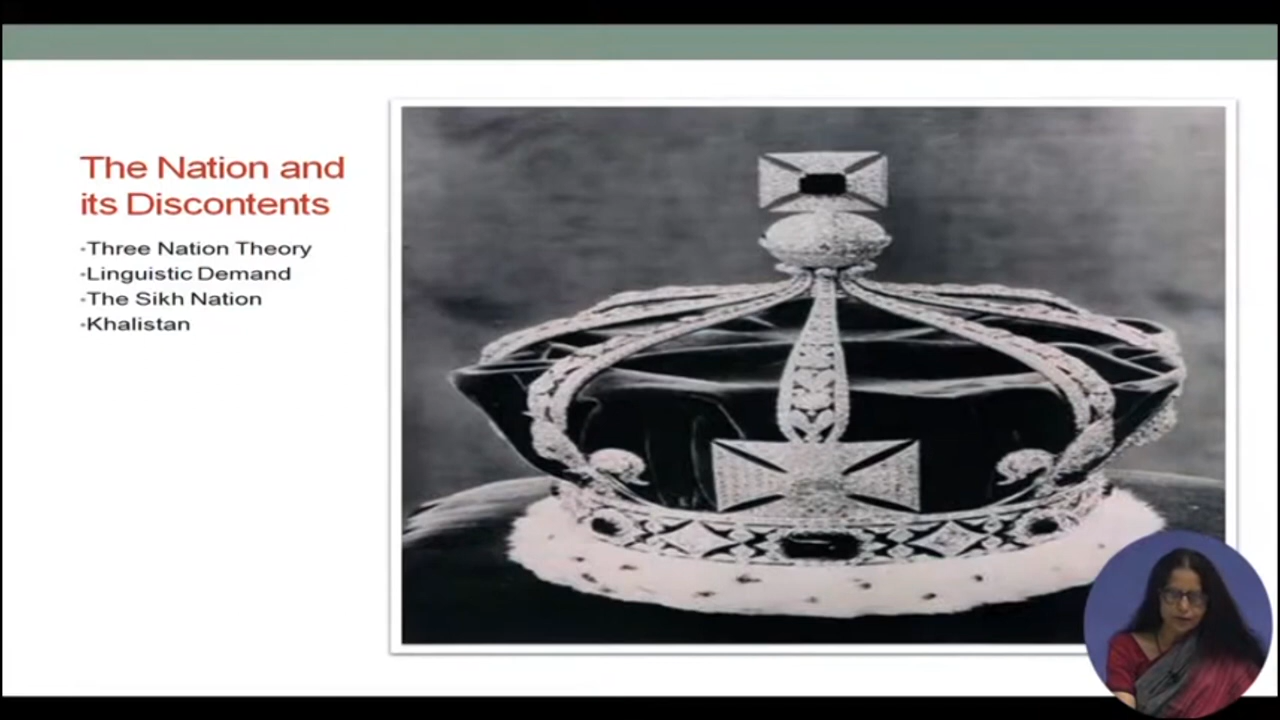 The Nation and
its Discontents
•Three Nation Theory
•Linguistic Demand
•The Sikh Nation
•Khalistan